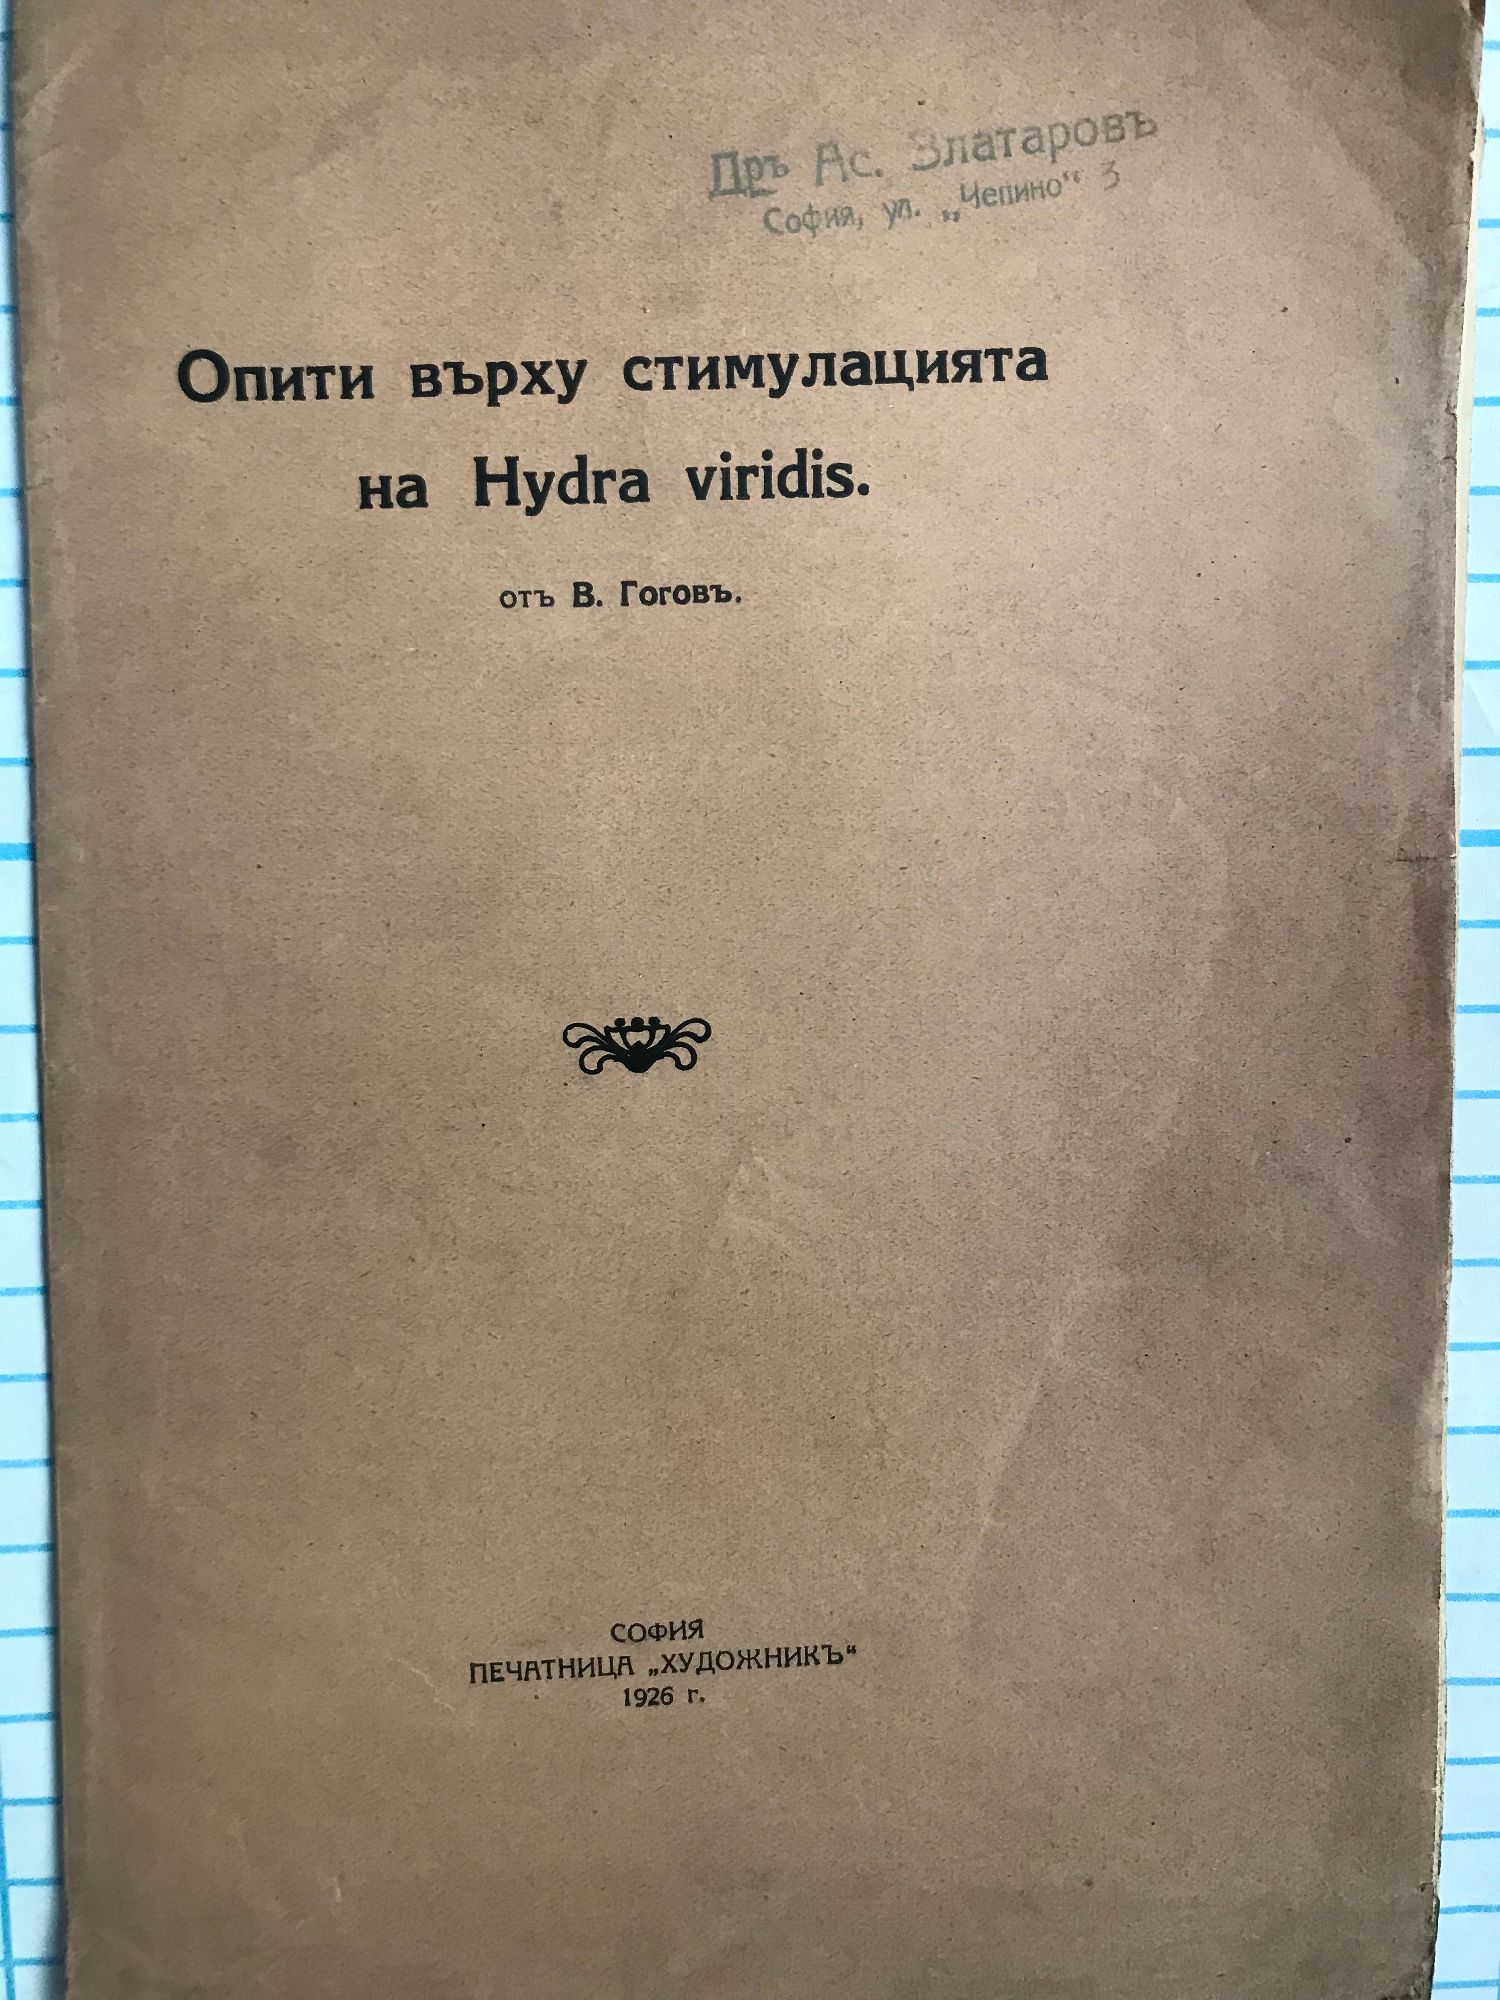 Дръ Ас. Златаровъ
София, ул. „Чепино“ 3
Опити върху стимулацията
на Hydra viridis.
отъ В. Гоговъ.
СОФИЯ
ПЕЧАТНИЦА „ХУДОЖНИКЪ“
1926 г.